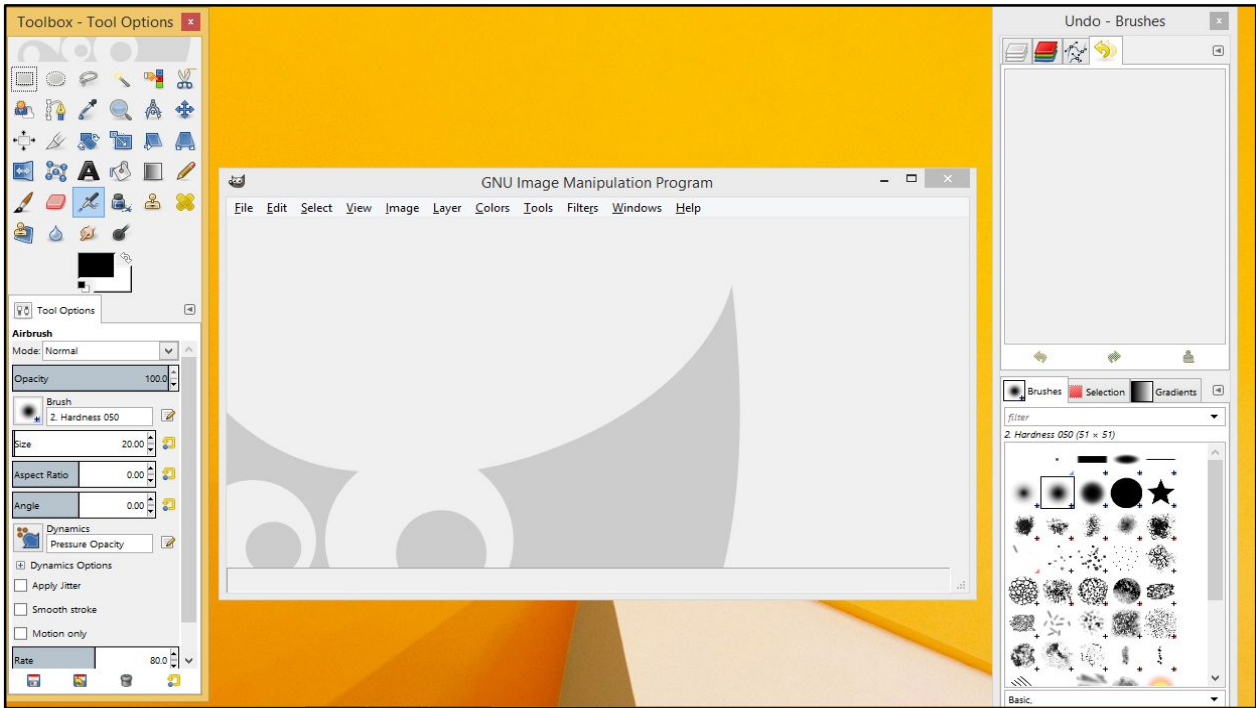 Toolbox - Tool Options
Tool Options
Airbrush
Mode: Normal
Opacity 100.0
Brush
2. Hardness 050
Size 20.00
Aspect Ratio 0.00
Angle 0.00
Dynamics
Pressure Opacity
Dynamics Options
Apply Jitter
Smooth stroke
Motion only
Rate 80.0
GNU Image Manipulation Program
File Edit Select View Image Layer Colors Tools Filters Windows Help
Undo - Brushes
Brushes Selection Gradients
filter
2. Hardness 050 (51 × 51)
Basic,